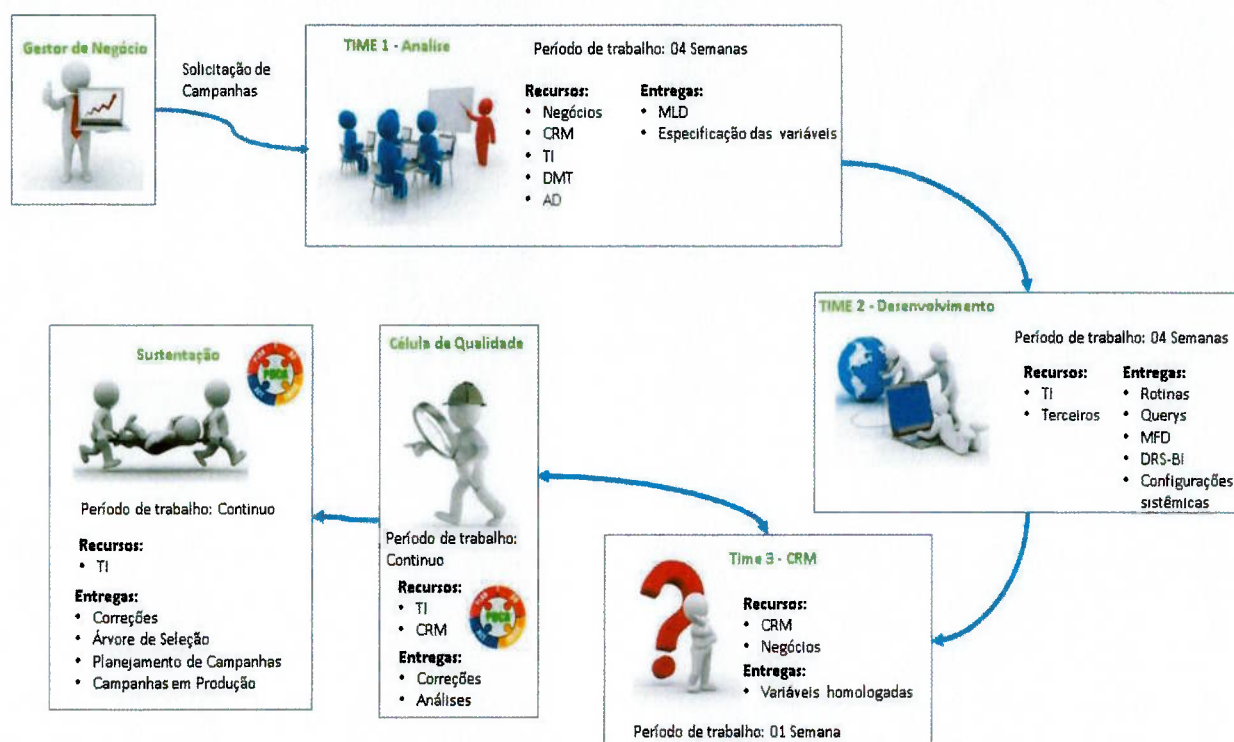 Gestor de Negócio
Solicitação de
Campanhas
TIME 1 - Analise
Período de trabalho: 04 Semanas
Recursos:
• Negócios
• CRM
• TI
• DMT
• AD
Entregas:
• MLD
• Especificação das variáveis
TIME 2 - Desenvolvimento
Período de trabalho: 04 Semanas
Recursos:
• TI
• Terceiros
Entregas:
• Rotinas
• Querys
• MFD
• DRS-BI
• Configurações
sistêmicas
Time 3 - CRM
Recursos:
• CRM
• Negócios
Entregas:
• Variáveis homologadas
Período de trabalho: 01 Semana
Célula de Qualidade
Período de trabalho:
Continuo
Recursos:
• TI
• CRM
PDCA
Entregas:
• Correções
• Análises
Sustentação
PDCA
Período de trabalho: Continuo
Recursos:
• TI
Entregas:
• Correções
• Árvore de Seleção
• Planejamento de Campanhas
• Campanhas em Produção